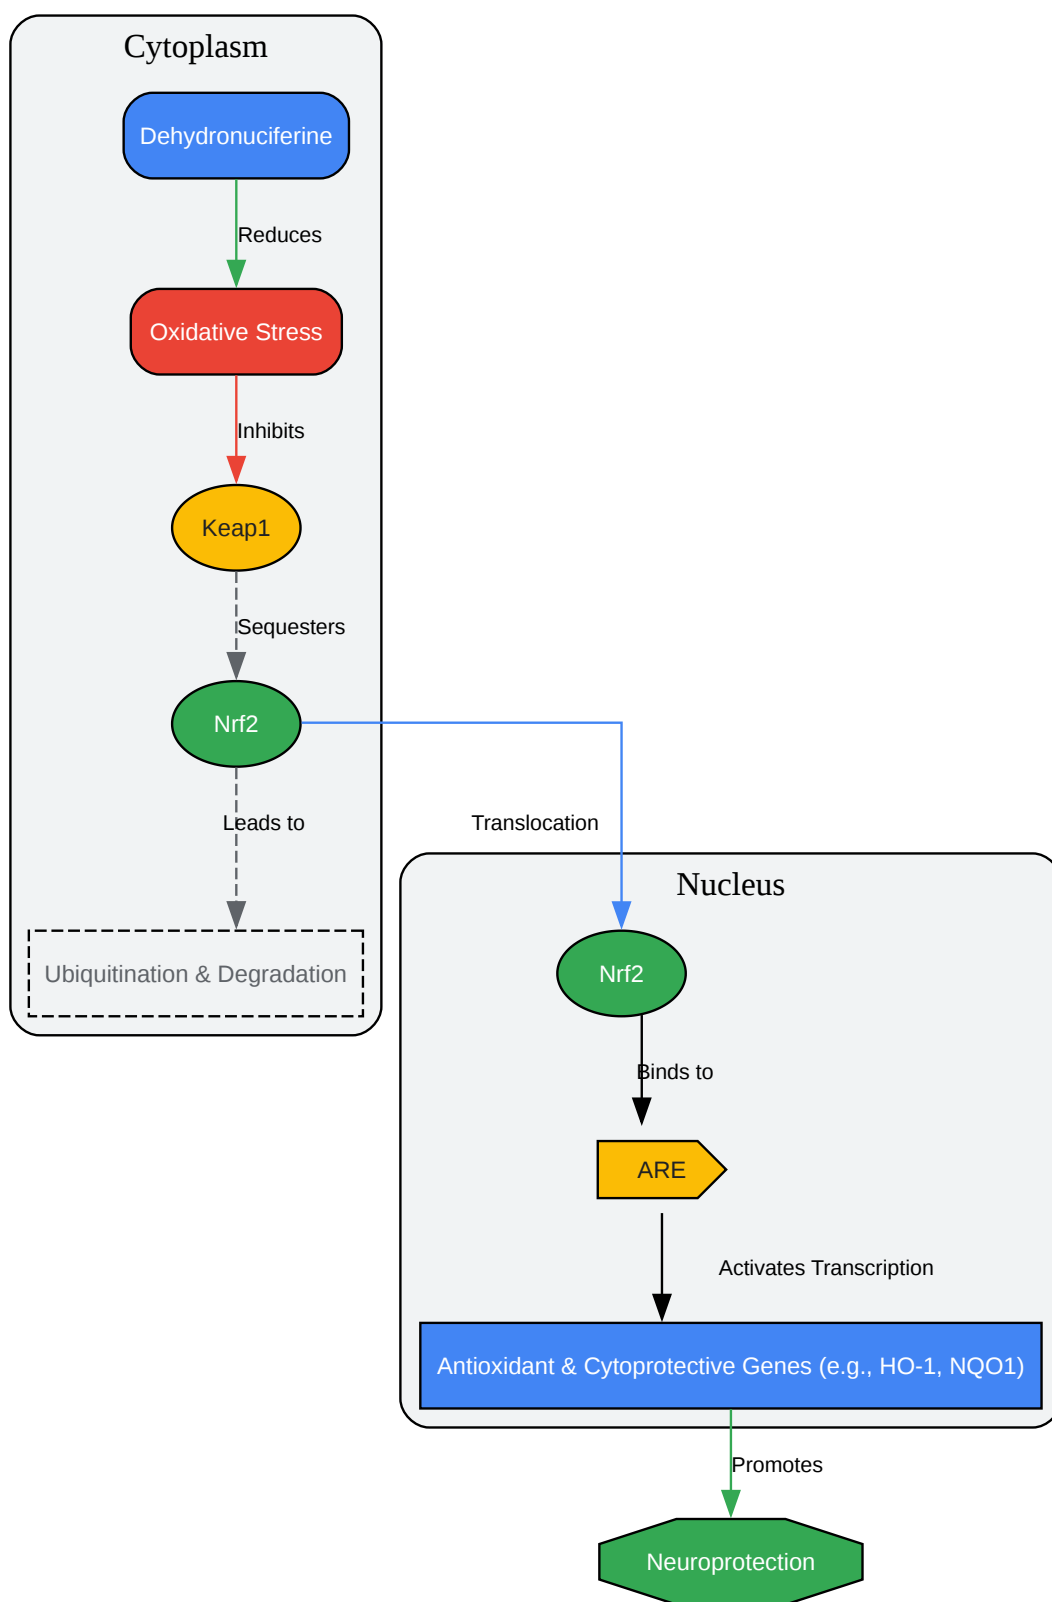 Cytoplasm
Dehydronuciferine
Reduces
Oxidative Stress
Inhibits
Keap1
Sequesters
Nrf2
Leads to
Ubiquitination & Degradation
Translocation
Nucleus
Nrf2
Binds to
ARE
Activates Transcription
Antioxidant & Cytoprotective Genes (e.g., HO-1, NQO1)
Promotes
Neuroprotection